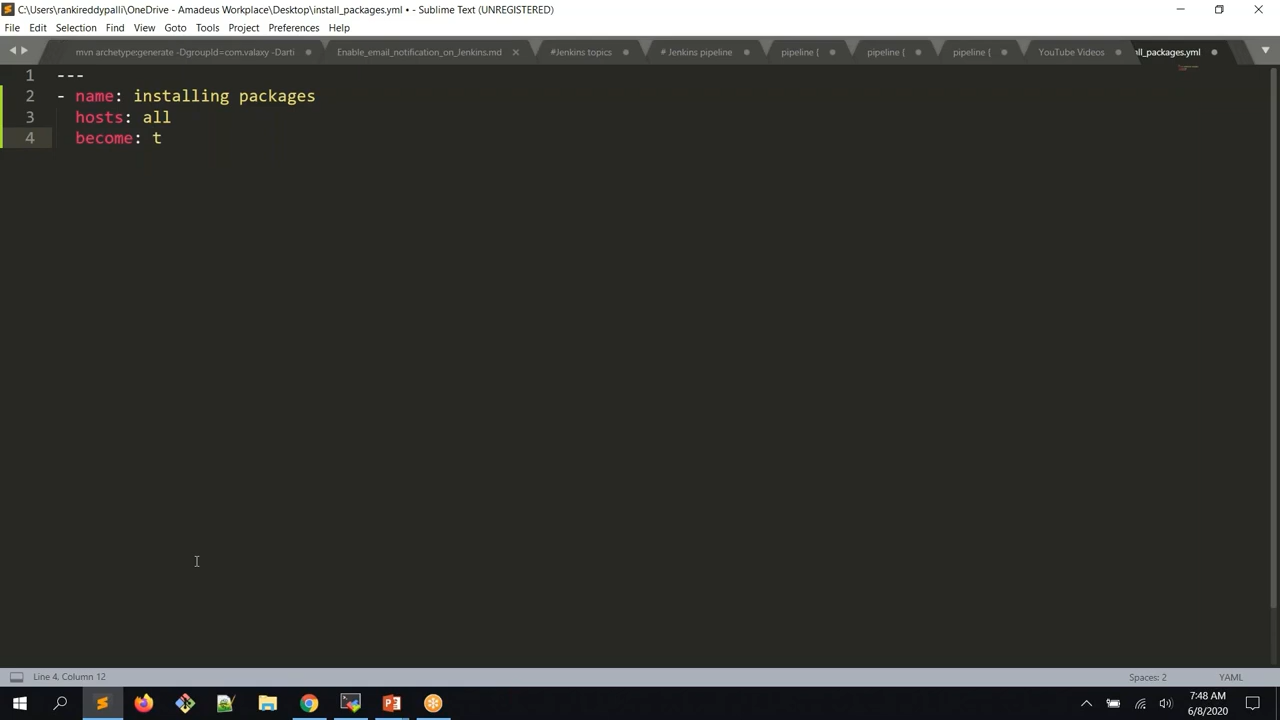 C:\Users\rankireddypalli\OneDrive - Amadeus Workplace\Desktop\install_packages.yml • - Sublime Text (UNREGISTERED)
File Edit Selection Find View Goto Tools Project Preferences Help
mvn archetype:generate -DgroupId=com.valaxy -Darti Enable_email_notification_on_Jenkins.md #Jenkins topics # Jenkins pipeline pipeline { pipeline { pipeline { YouTube Videos all_packages.yml
1 ---
2 - name: installing packages
3 hosts: all
4 become: t
Line 4, Column 12 Spaces: 2 YAML
7:48 AM
6/8/2020